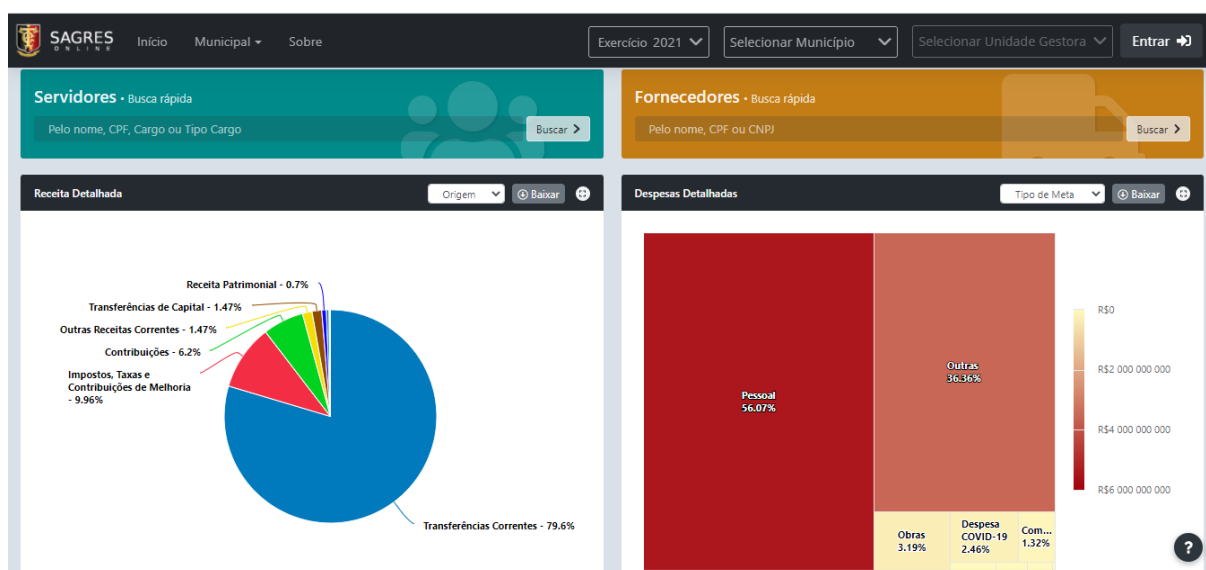 SAGRES
ONLINE
Início
Municipal
Sobre
Exercício 2021
Selecionar Município
Selecionar Unidade Gestora
Entrar
Servidores • Busca rápida
Pelo nome, CPF, Cargo ou Tipo Cargo
Buscar
Fornecedores • Busca rápida
Pelo nome, CPF ou CNPJ
Buscar
Receita Detalhada
Origem
Baixar
Receita Patrimonial - 0.7%
Transferências de Capital - 1.47%
Outras Receitas Correntes - 1.47%
Contribuições - 6.2%
Impostos, Taxas e
Contribuições de Melhoria
- 9.96%
Transferências Correntes - 79.6%
Despesas Detalhadas
Tipo de Meta
Baixar
Pessoal
56.07%
Outras
36.36%
Obras
3.19%
Despesa
COVID-19
2.46%
Com...
1.32%
R$0
R$2 000 000 000
R$4 000 000 000
R$6 000 000 000
?